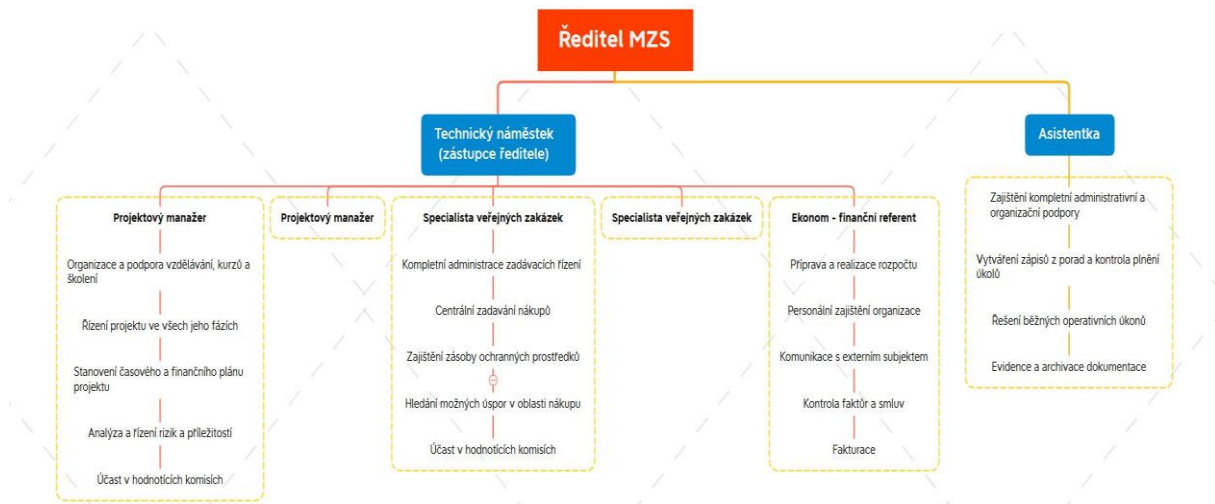 Ředitel MZS
Technický náměstek
(zástupce ředitele)
Asistentka
Projektový manažer
Organizace a podpora vzdělávání, kurzů a
školení
Řízení projektu ve všech jeho fázích
Stanovení časového a finančního plánu
projektu
Analýza a řízení rizik a příležitostí
Účast v hodnotících komisích
Projektový manažer
Specialista veřejných zakázek
Kompletní administrace zadávacích řízení
Centrální zadavání nákupů
Zajištění zásoby ochranných prostředků
Hledání možných úspor v oblasti nákupu
Účast v hodnotících komisích
Specialista veřejných zakázek
Ekonom - finanční referent
Příprava a realizace rozpočtu
Personální zajištění organizace
Komunikace s externím subjektem
Kontrola faktůr a smluv
Fakturace
Zajištění kompletní administrativní a
organizační podpory
Vytváření zápisů z porad a kontrola plnění
úkolů
Řešení běžných operativních úkonů
Evidence a archivace dokumentace